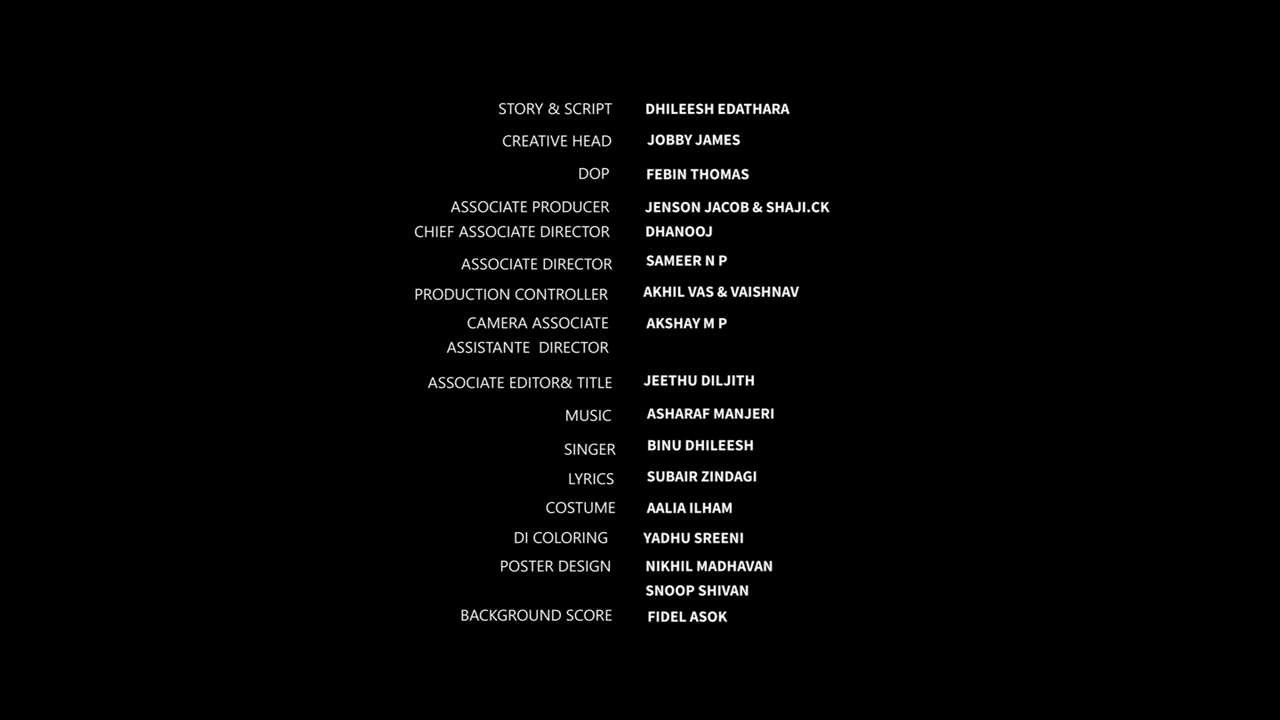 STORY & SCRIPT DHILEESH EDATHARA
CREATIVE HEAD JOBBY JAMES
DOP FEBIN THOMAS
ASSOCIATE PRODUCER JENSON JACOB & SHAJI.CK
CHIEF ASSOCIATE DIRECTOR DHANOOJ
ASSOCIATE DIRECTOR SAMEER N P
PRODUCTION CONTROLLER AKHIL VAS & VAISHNAV
CAMERA ASSOCIATE AKSHAY M P
ASSISTANTE DIRECTOR
ASSOCIATE EDITOR& TITLE JEETHU DILJITH
MUSIC ASHARAF MANJERI
SINGER BINU DHILEESH
LYRICS SUBAIR ZINDAGI
COSTUME AALIA ILHAM
DI COLORING YADHU SREENI
POSTER DESIGN NIKHIL MADHAVAN
SNOOP SHIVAN
BACKGROUND SCORE FIDEL ASOK